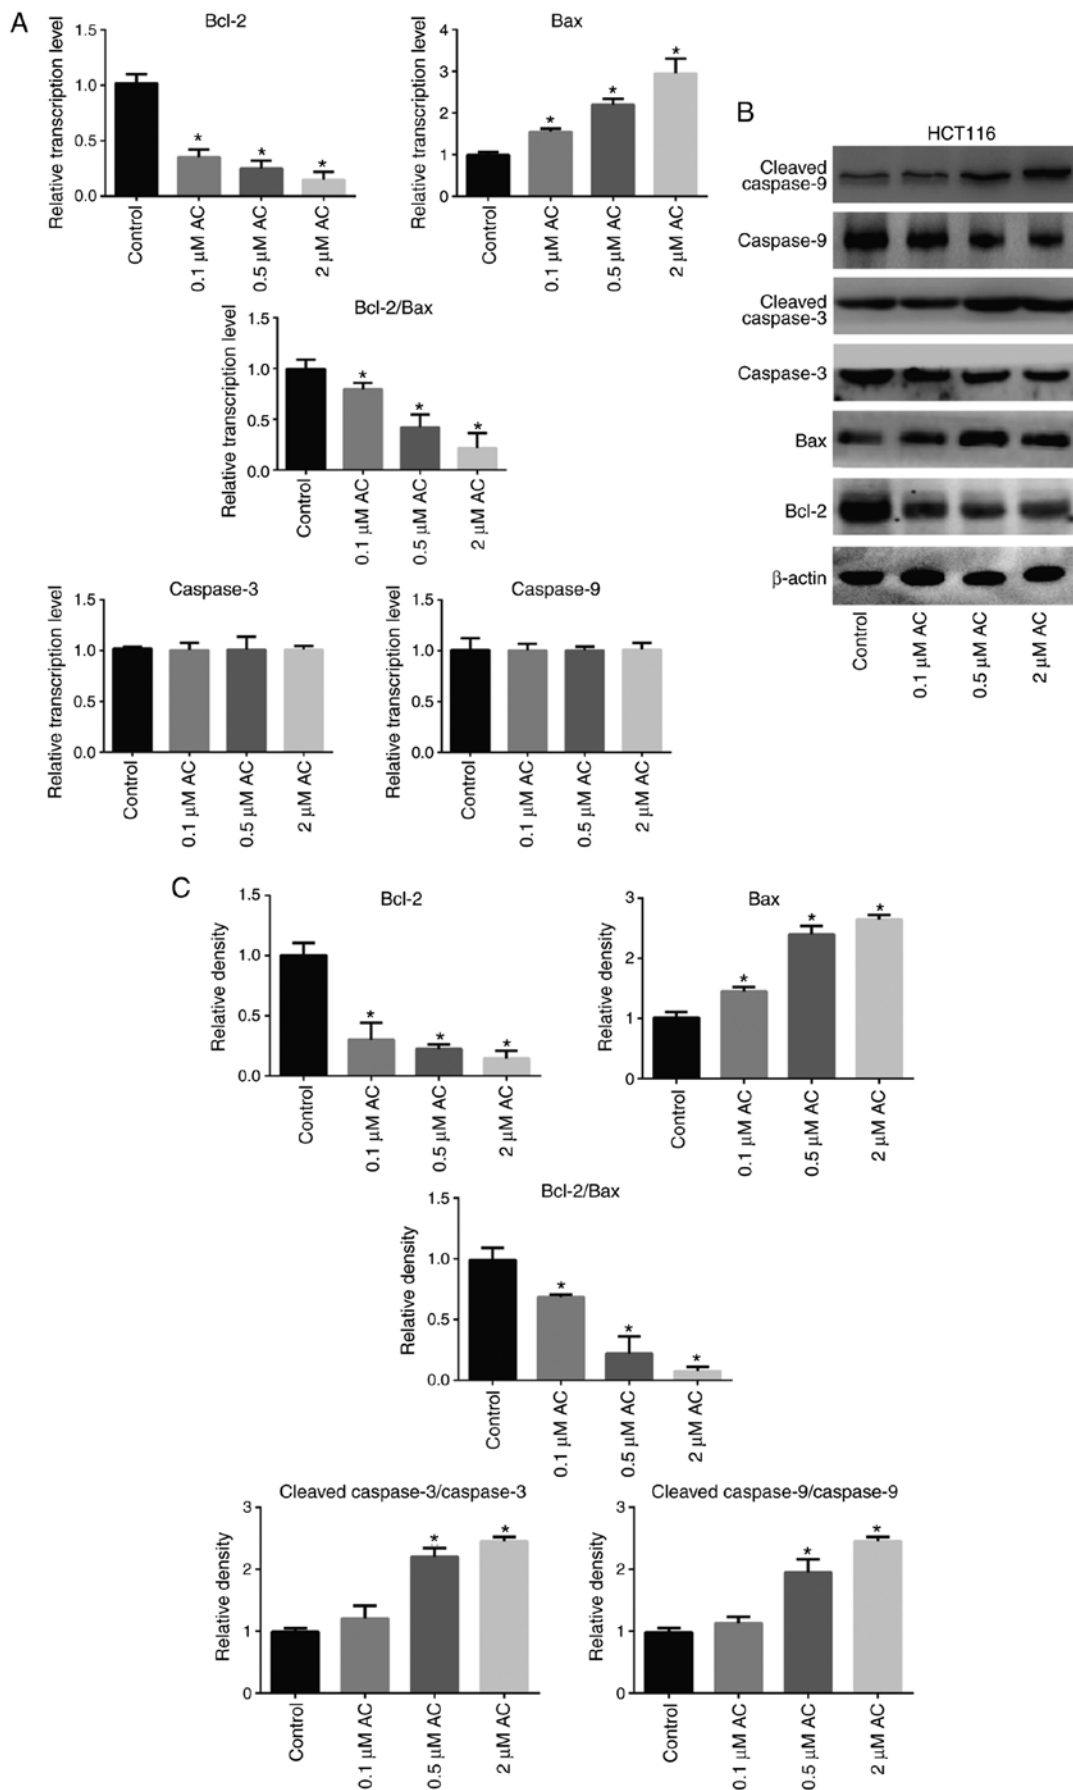 A
Bcl-2
Relative transcription level
1.5
1.0
0.5
0.0
Control
0.1 µM AC
0.5 µM AC
2 µM AC
Bax
Relative transcription level
4
3
2
1
0
Control
0.1 µM AC
0.5 µM AC
2 µM AC
* * *
* * *
Bcl-2/Bax
Relative transcription level
1.5
1.0
0.5
0.0
* * *
Control
0.1 µM AC
0.5 µM AC
2 µM AC
Caspase-3
Relative transcription level
1.5
1.0
0.5
0.0
Control
0.1 µM AC
0.5 µM AC
2 µM AC
Caspase-9
Relative transcription level
1.5
1.0
0.5
0.0
Control
0.1 µM AC
0.5 µM AC
2 µM AC
B
HCT116
Cleaved
caspase-9
Caspase-9
Cleaved
caspase-3
Caspase-3
Bax
Bcl-2
β-actin
Control
0.1 µM AC
0.5 µM AC
2 µM AC
C
Bcl-2
Relative density
1.5
1.0
0.5
0.0
* * *
Control
0.1 µM AC
0.5 µM AC
2 µM AC
Bax
Relative density
3
2
1
0
* * *
Control
0.1 µM AC
0.5 µM AC
2 µM AC
Bcl-2/Bax
Relative density
1.5
1.0
0.5
0.0
* * *
Control
0.1 µM AC
0.5 µM AC
2 µM AC
Cleaved caspase-3/caspase-3
Relative density
3
2
1
0
* *
Control
0.1 µM AC
0.5 µM AC
2 µM AC
Cleaved caspase-9/caspase-9
Relative density
3
2
1
0
* *
Control
0.1 µM AC
0.5 µM AC
2 µM AC